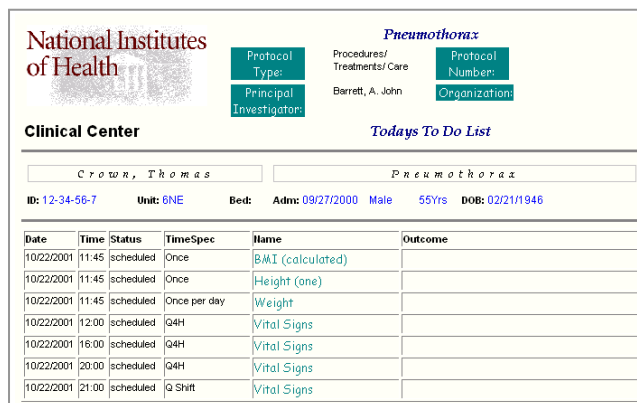 National Institutes
of Health
Pneumothorax
Protocol
Type:
Procedures/
Treatments/ Care
Protocol
Number:
Principal
Investigator:
Barrett, A. John
Organization:
Clinical Center
Todays To Do List
Crown, Thomas
Pneumothorax
ID: 12-34-56-7 Unit: 6NE Bed: Adm: 09/27/2000 Male 55Yrs DOB: 02/21/1946
Date Time Status TimeSpec Name Outcome
10/22/2001 11:45 scheduled Once BMI (calculated)
10/22/2001 11:45 scheduled Once Height (one)
10/22/2001 11:45 scheduled Once per day Weight
10/22/2001 12:00 scheduled Q4H Vital Signs
10/22/2001 16:00 scheduled Q4H Vital Signs
10/22/2001 20:00 scheduled Q4H Vital Signs
10/22/2001 21:00 scheduled Q Shift Vital Signs